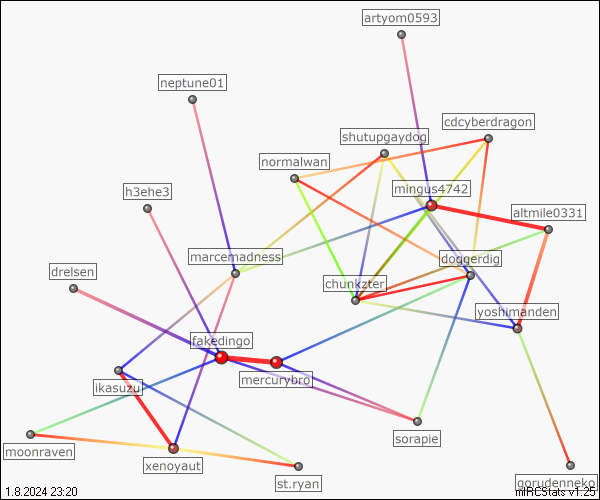 artyom0593
neptune01
cdcyberdragon
shutupgaydog
normalwan
mingus4742
h3ehe3
altmile0331
marcemadness
doggerdig
drelsen
chunkzter
yoshimanden
fakedingo
mercurybro
ikasuzu
sorapie
moonraven
xenoyaut
st.ryan
gorudenneko
1.8.2024 23:20
mIRCStats v1.25